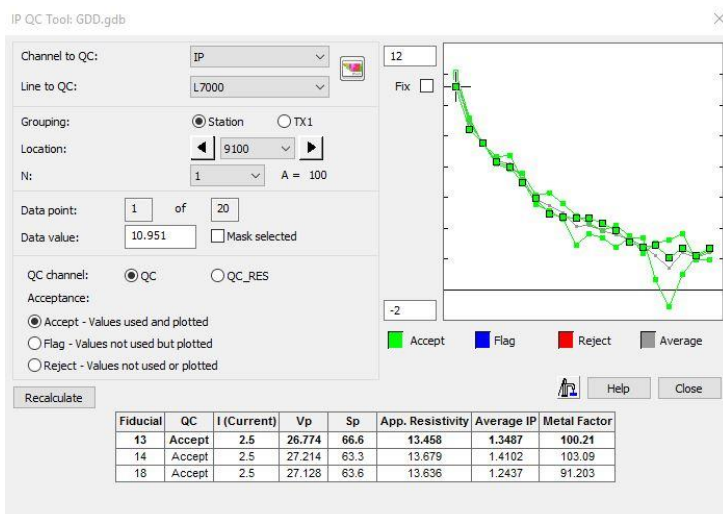 IP QC Tool: GDD.gdb
Channel to QC: IP
Line to QC: L7000
Grouping: Station TX1
Location: 9100
N: 1 A = 100
Data point: 1 of 20
Data value: 10.951 Mask selected
QC channel: QC QC_RES
Acceptance:
Accept - Values used and plotted
Flag - Values not used but plotted
Reject - Values not used or plotted
Recalculate
12
Fix
-2
Accept Flag Reject Average
Help Close
Fiducial QC I (Current) Vp Sp App. Resistivity Average IP Metal Factor
13 Accept 2.5 26.774 66.6 13.458 1.3487 100.21
14 Accept 2.5 27.214 63.3 13.679 1.4102 103.09
18 Accept 2.5 27.128 63.6 13.636 1.2437 91.203